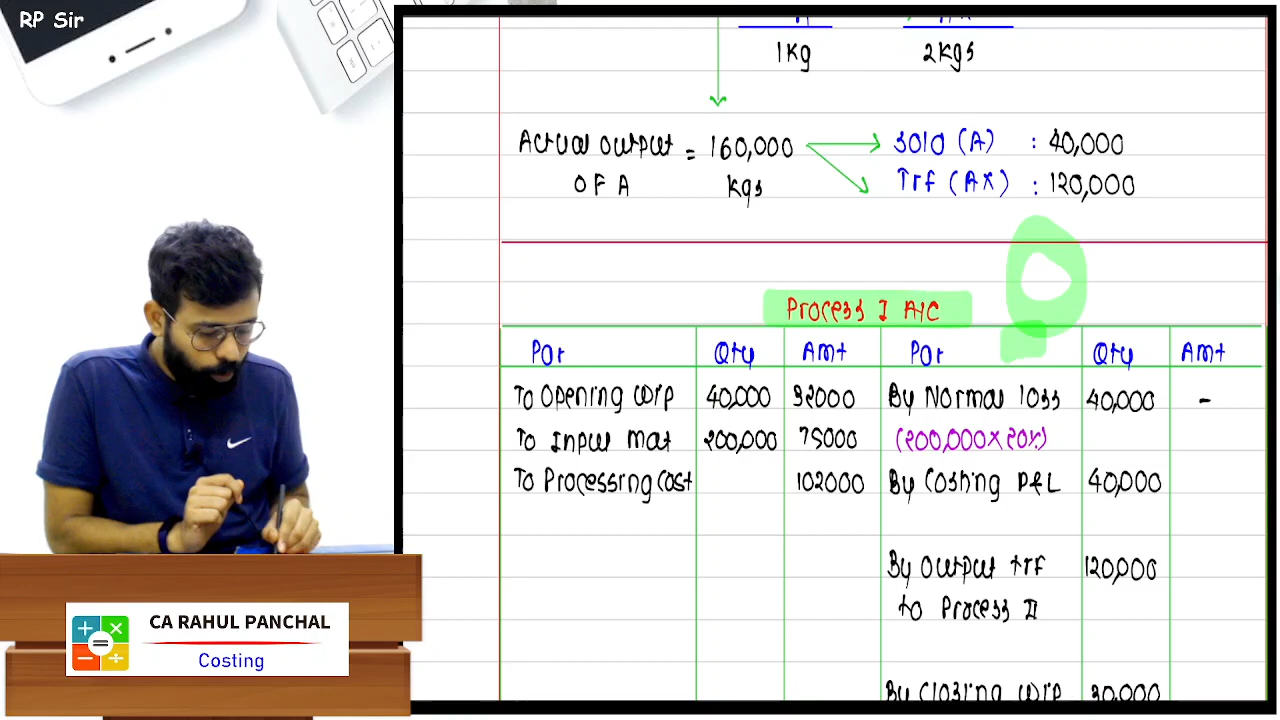 RP Sir
1Kg 2Kgs
Actual output = 160,000 Sold (A) : 40,000
OF A kgs Trf (AX) : 120,000
Process I A/C
Par Qty Amt Par Qty Amt
To Opening WIP 40,000 32000 By Normal loss 40,000 -
To Input mat 200,000 75000 (200,000 x 20%)
To Processing Cost 102000 By Costing P&L 40,000
By Output trf 120,000
to Process II
By Closing WIP 30,000
CA RAHUL PANCHAL
Costing